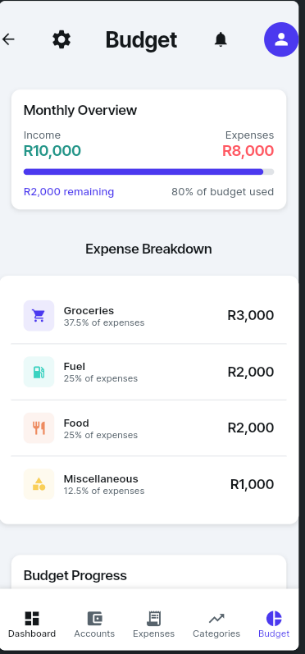 Budget
Monthly Overview
Income Expenses
R10,000 R8,000
R2,000 remaining 80% of budget used
Expense Breakdown
Groceries
37.5% of expenses
R3,000
Fuel
25% of expenses
R2,000
Food
25% of expenses
R2,000
Miscellaneous
12.5% of expenses
R1,000
Budget Progress
Dashboard Accounts Expenses Categories Budget